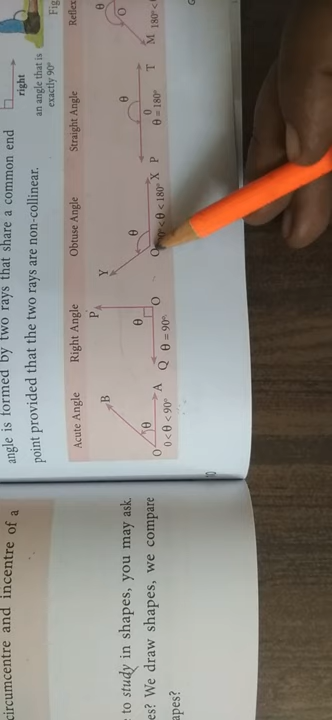 right
an angle that is
exactly 90°
Fig
angle is formed by two rays that share a common end
point provided that the two rays are non-collinear.
Acute Angle Right Angle Obtuse Angle Straight Angle Reflex
B P Y θ
θ θ θ θ O
O A Q O X P O T M
0 < θ < 90° θ = 90° < θ < 180° θ = 180° 180° <
circumcentre and incentre of a
to study in shapes, you may ask.
es? We draw shapes, we compare
apes?